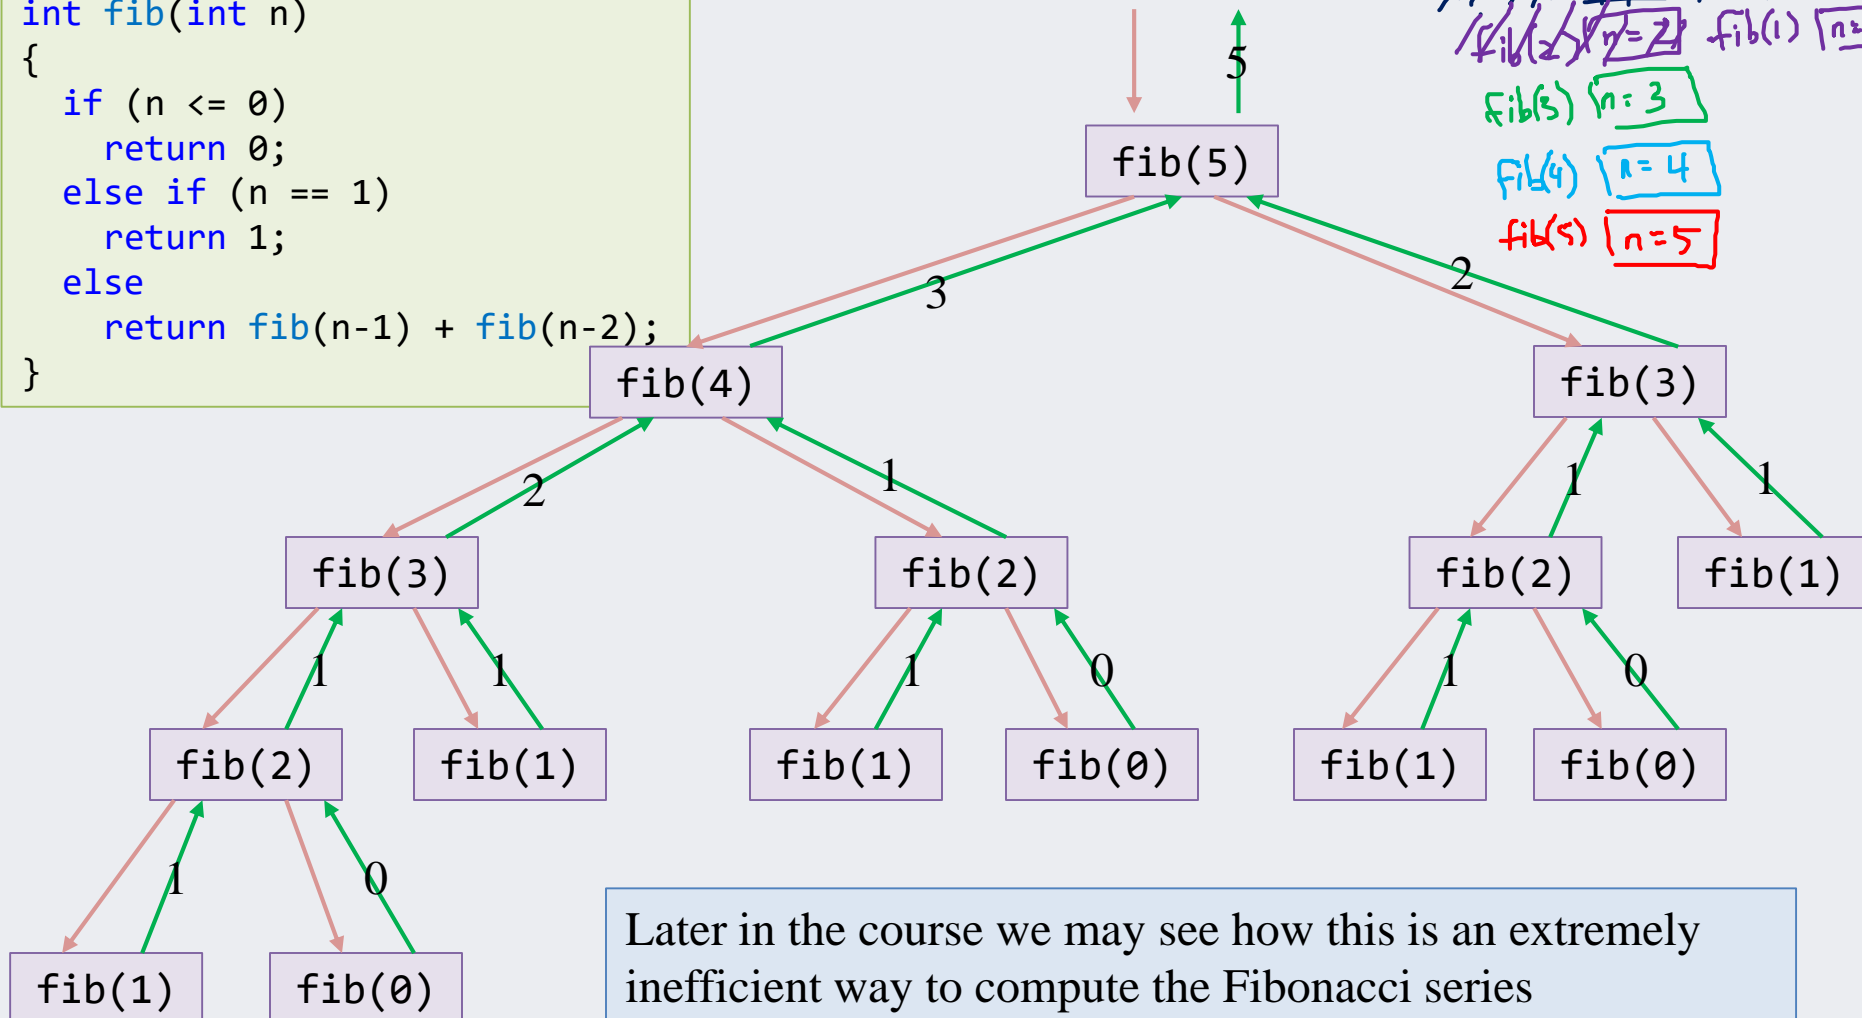 int fib(int n)
{
if (n <= 0)
return 0;
else if (n == 1)
return 1;
else
return fib(n-1) + fib(n-2);
}
fib(2) n=2 fib(1) n=
fib(3) n=3
fib(4) n=4
fib(5) n=5
5
fib(5)
3
2
fib(4)
fib(3)
2
1
1
1
fib(3)
fib(2)
fib(2)
fib(1)
1
1
1
0
1
0
fib(2)
fib(1)
fib(1)
fib(0)
fib(1)
fib(0)
1
0
fib(1)
fib(0)
Later in the course we may see how this is an extremely
inefficient way to compute the Fibonacci series